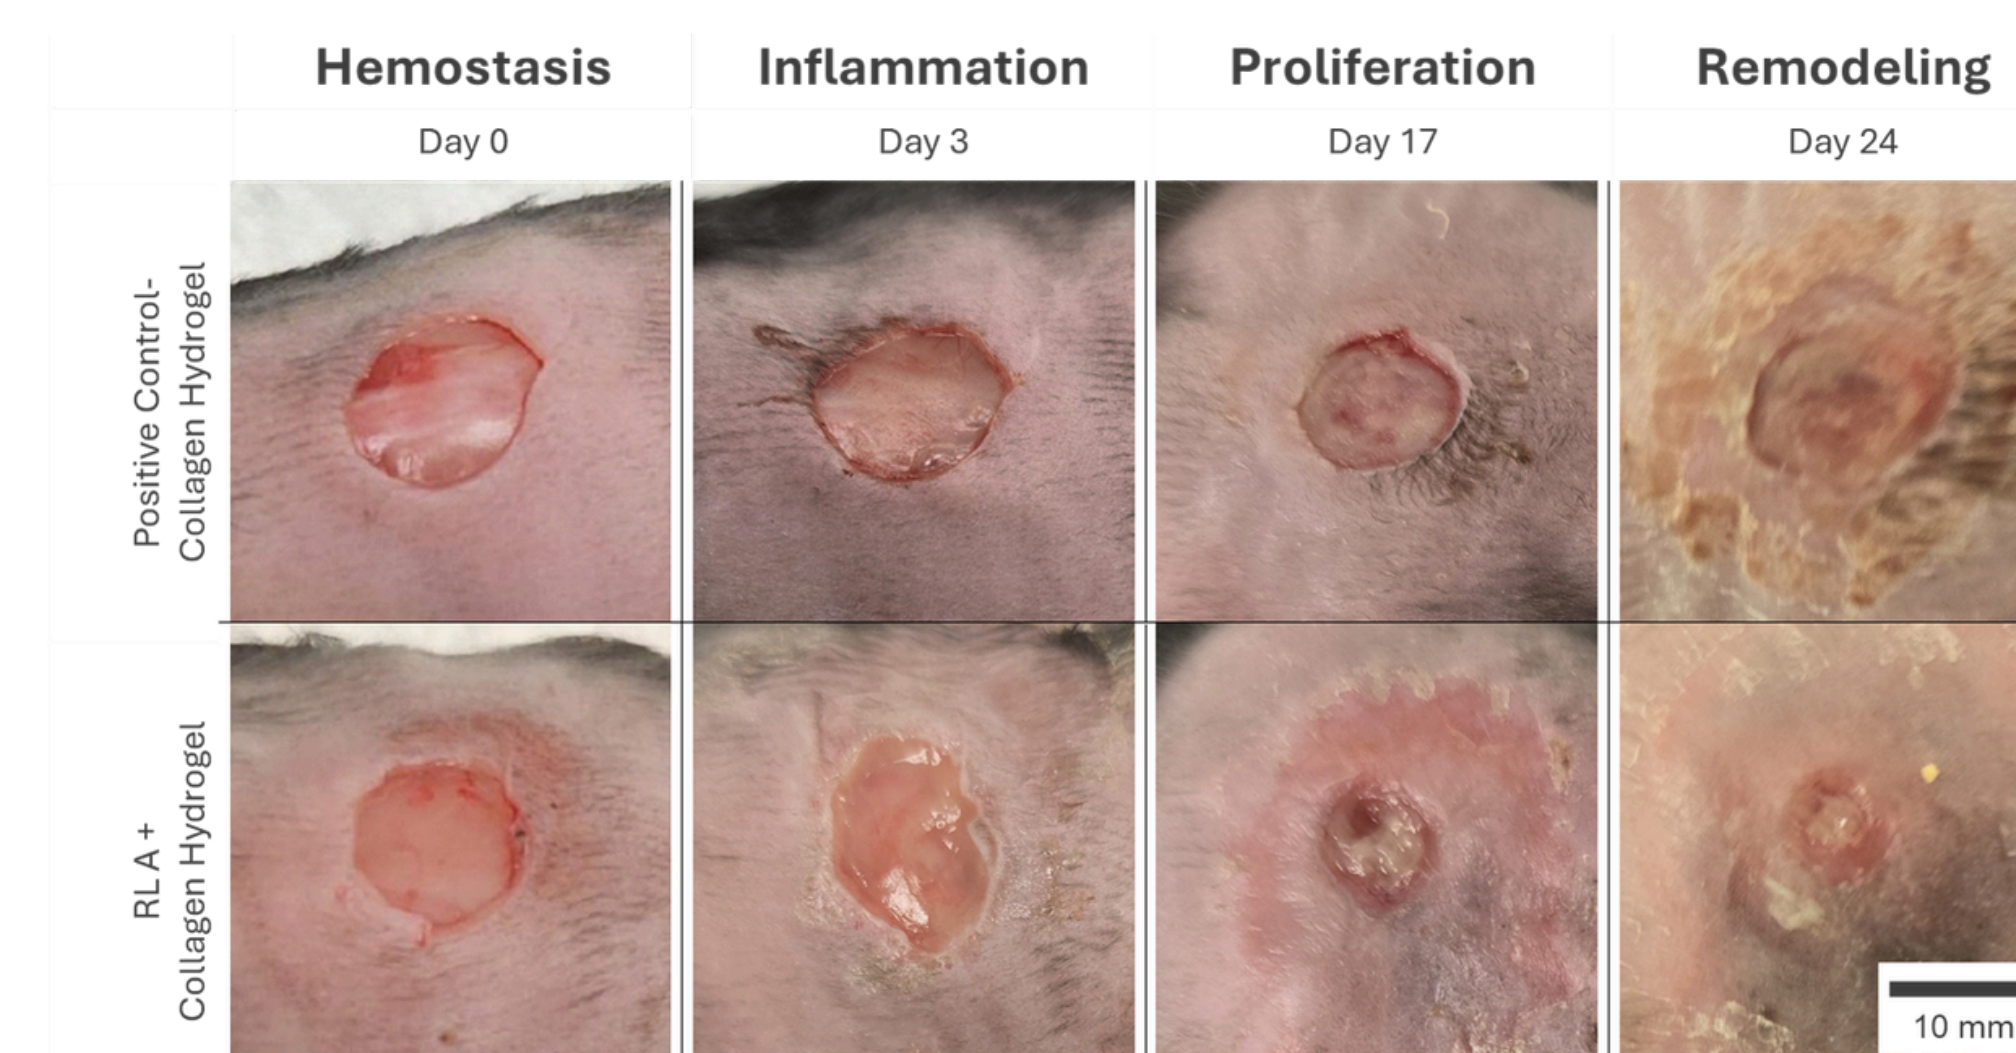 Hemostasis
Inflammation
Proliferation
Remodeling
Day 0
Day 3
Day 17
Day 24
Positive Control-
Collagen Hydrogel
RLA +
Collagen Hydrogel
10 mm